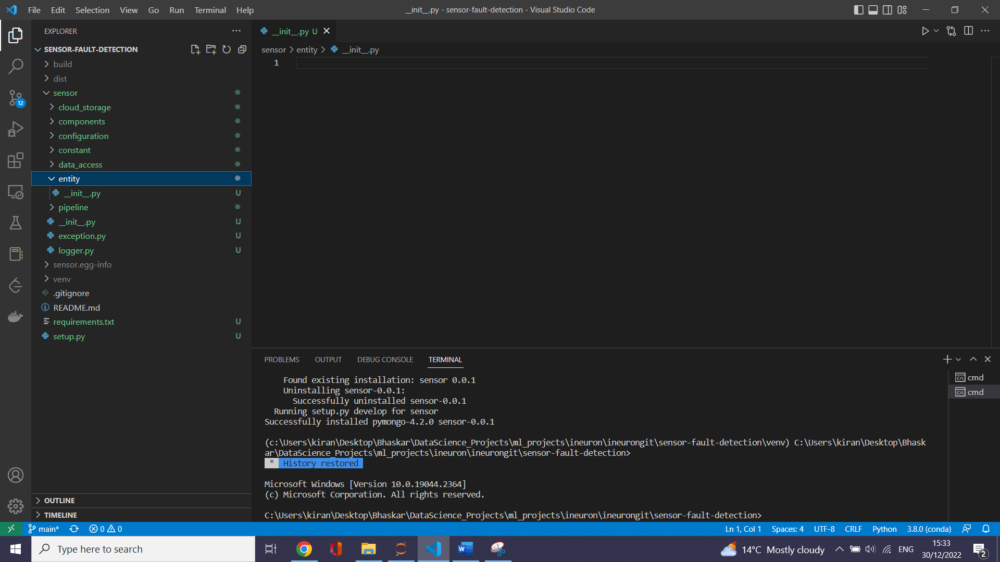 File Edit Selection View Go Run Terminal Help
__init__.py - sensor-fault-detection - Visual Studio Code
EXPLORER
SENSOR-FAULT-DETECTION
build
dist
sensor
cloud_storage
components
configuration
constant
data_access
entity
__init__.py U
pipeline
__init__.py U
exception.py U
logger.py U
sensor.egg-info
venv
.gitignore
README.md
requirements.txt U
setup.py U
OUTLINE
TIMELINE
12
__init__.py U
sensor > entity > __init__.py
1
PROBLEMS OUTPUT DEBUG CONSOLE TERMINAL
Found existing installation: sensor 0.0.1
Uninstalling sensor-0.0.1:
Successfully uninstalled sensor-0.0.1
Running setup.py develop for sensor
Successfully installed pymongo-4.2.0 sensor-0.0.1
(c:\Users\kiran\Desktop\Bhaskar\DataScience_Projects\ml_projects\ineuron\ineurongit\sensor-fault-detection\venv) C:\Users\kiran\Desktop\Bhask
ar\DataScience_Projects\ml_projects\ineuron\ineurongit\sensor-fault-detection>
* History restored
Microsoft Windows [Version 10.0.19044.2364]
(c) Microsoft Corporation. All rights reserved.
C:\Users\kiran\Desktop\Bhaskar\DataScience_Projects\ml_projects\ineuron\ineurongit\sensor-fault-detection>
cmd
cmd
main* 0 0
Ln 1, Col 1 Spaces: 4 UTF-8 CRLF Python 3.8.0 (conda)
Type here to search
14°C Mostly cloudy
ENG
15:33
30/12/2022
2